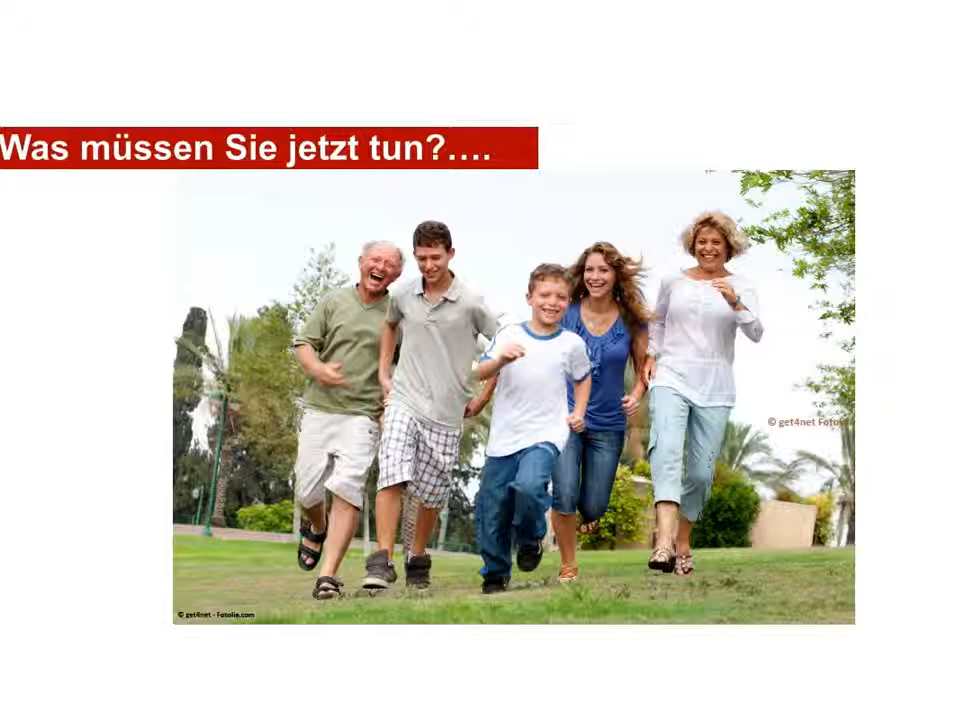 Was müssen Sie jetzt tun?....
© get4net Fotolia
© get4net - Fotolia.com